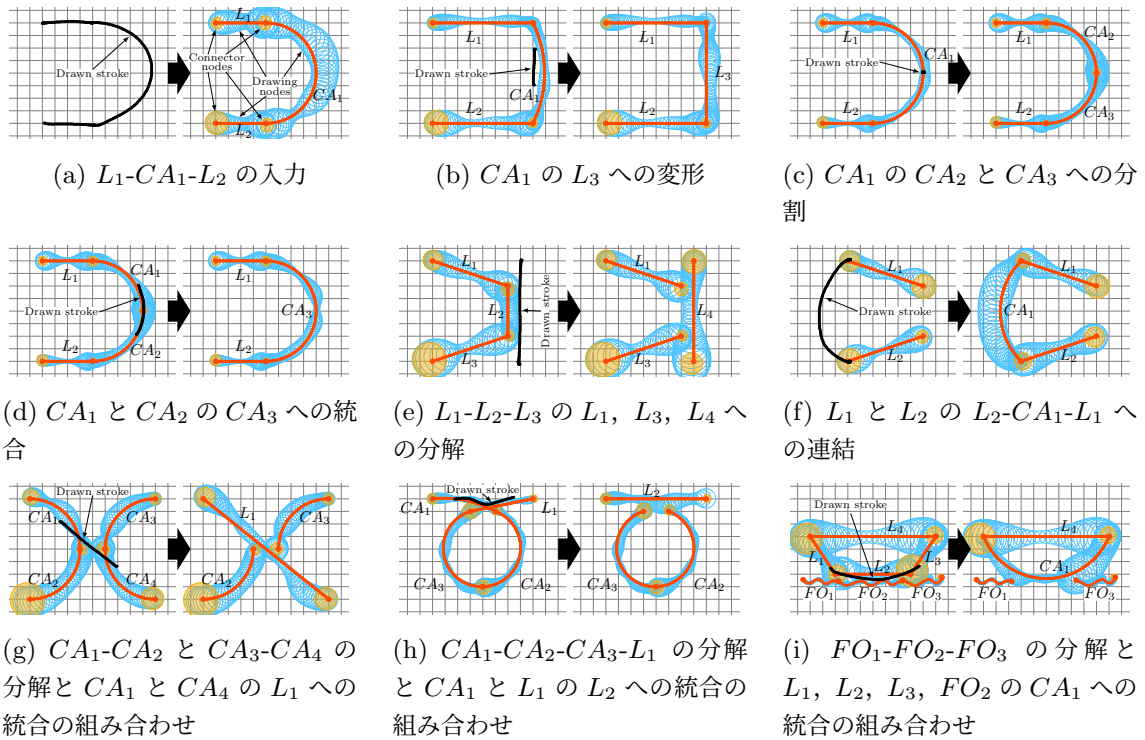 L₁
Connector nodes
Drawn stroke
Drawing nodes
CA₁
L₂
(a) L₁-CA₁-L₂ の入力
L₁
Drawn stroke
CA₁
L₂
L₁
L₃
L₂
(b) CA₁ の L₃ への変形
L₁
CA₁
Drawn stroke
L₂
L₁
CA₂
CA₃
L₂
(c) CA₁ の CA₂ と CA₃ への分
割
L₁
CA₁
Drawn stroke
L₂
CA₂
L₁
CA₃
L₂
(d) CA₁ と CA₂ の CA₃ への統
合
L₁
L₂
Drawn stroke
L₃
L₁
L₄
L₃
(e) L₁-L₂-L₃ の L₁, L₃, L₄ へ
の分解
L₁
Drawn stroke
L₂
L₁
CA₁
L₂
(f) L₁ と L₂ の L₂-CA₁-L₁ へ
の連結
Drawn stroke
CA₁
CA₃
CA₂
CA₄
L₁
CA₃
CA₂
(g) CA₁-CA₂ と CA₃-CA₄ の
分解と CA₁ と CA₄ の L₁ への
統合の組み合わせ
Drawn stroke
CA₁
L₁
CA₃
CA₂
L₂
CA₃
CA₂
(h) CA₁-CA₂-CA₃-L₁ の分解
と CA₁ と L₁ の L₂ への統合の
組み合わせ
Drawn stroke
L₄
L₁
L₂
L₃
FO₁
FO₂
FO₃
L₄
CA₁
FO₁
FO₃
(i) FO₁-FO₂-FO₃ の分解と
L₁, L₂, L₃, FO₂ の CA₁ への
統合の組み合わせ